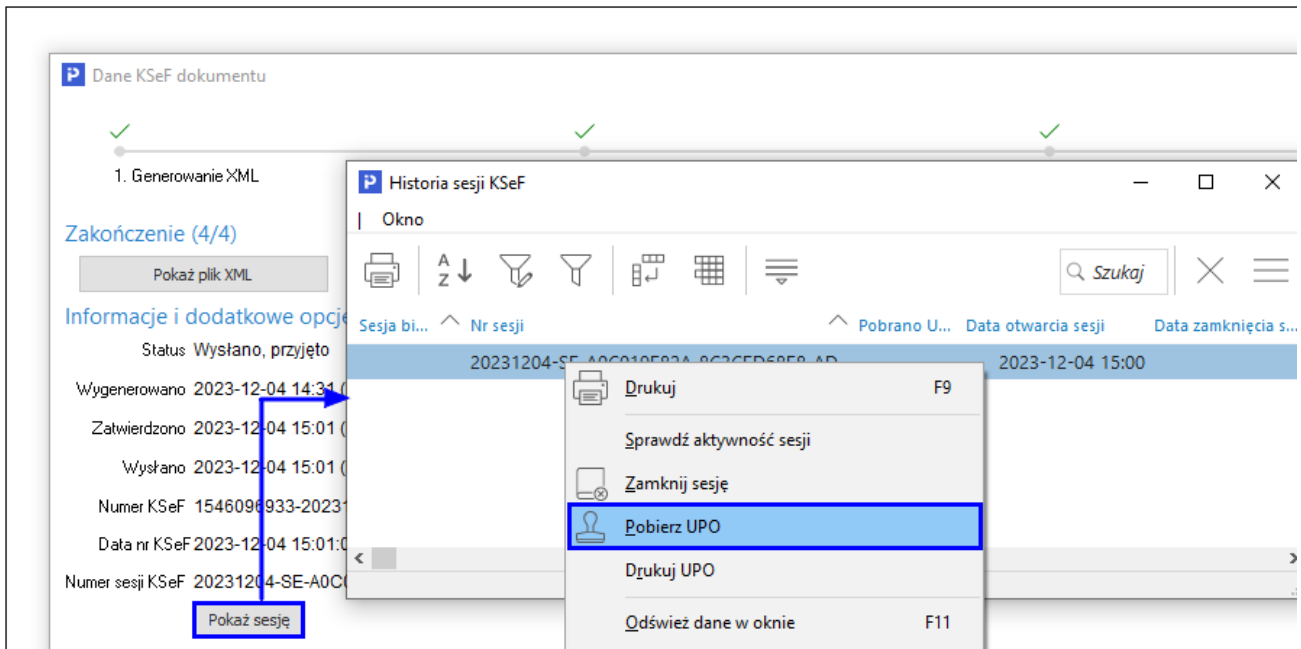 Dane KSeF dokumentu
1. Generowanie XML
Zakończenie (4/4)
Pokaż plik XML
Informacje i dodatkowe opcje
Status Wysłano, przyjęto
Wygenerowano 2023-12-04 14:31 (
Zatwierdzono 2023-12-04 15:01 (
Wysłano 2023-12-04 15:01 (
Numer KSeF 1546096933-20231
Data nr KSeF 2023-12-04 15:01:0
Numer sesji KSeF 20231204-SE-A0C0
Pokaż sesję
Historia sesji KSeF
| Okno
Szukaj
Sesja bi... Nr sesji Pobrano U... Data otwarcia sesji Data zamknięcia s...
2023-12-04 15:00
Drukuj F9
Sprawdź aktywność sesji
Zamknij sesję
Pobierz UPO
Drukuj UPO
Odśwież dane w oknie F11